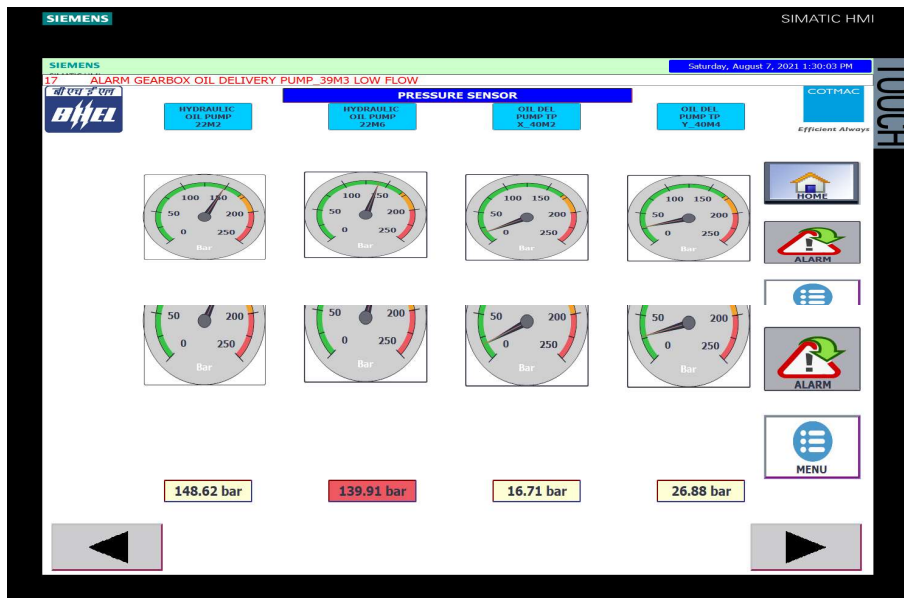 SIEMENS
SIMATIC HMI
SIEMENS
Saturday, August 7, 2021 1:30:03 PM
17 ALARM GEARBOX OIL DELIVERY PUMP_39M3 LOW FLOW
बी एच ई एल
BHEL
PRESSURE SENSOR
COTMAC
Efficient Always
TOUCH
HYDRAULIC
OIL PUMP
22M2
HYDRAULIC
OIL PUMP
22M6
OIL DEL
PUMP TP
X_40M2
OIL DEL
PUMP TP
Y_40M4
0 50 100 150 200 250
Bar
0 50 100 150 200 250
Bar
0 50 100 150 200 250
Bar
0 50 100 150 200 250
Bar
HOME
ALARM
50 200
0 250
Bar
50 200
0 250
Bar
50 200
0 250
Bar
50 200
0 250
Bar
ALARM
MENU
148.62 bar
139.91 bar
16.71 bar
26.88 bar